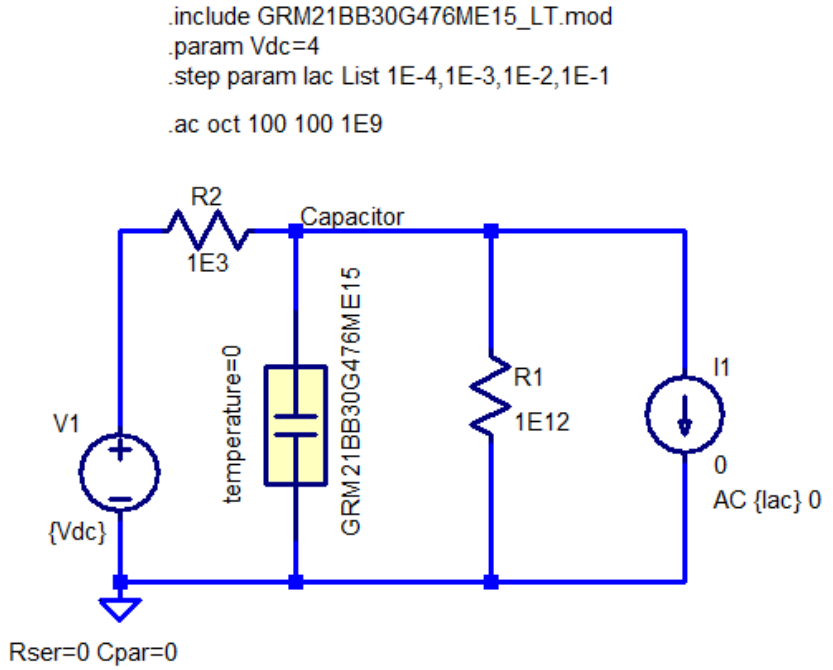 .include GRM21BB30G476ME15_LT.mod
.param Vdc=4
.step param Iac List 1E-4,1E-3,1E-2,1E-1
.ac oct 100 100 1E9
R2
Capacitor
1E3
temperature=0
GRM21BB30G476ME15
R1
1E12
I1
0
AC {Iac} 0
V1
{Vdc}
Rser=0 Cpar=0